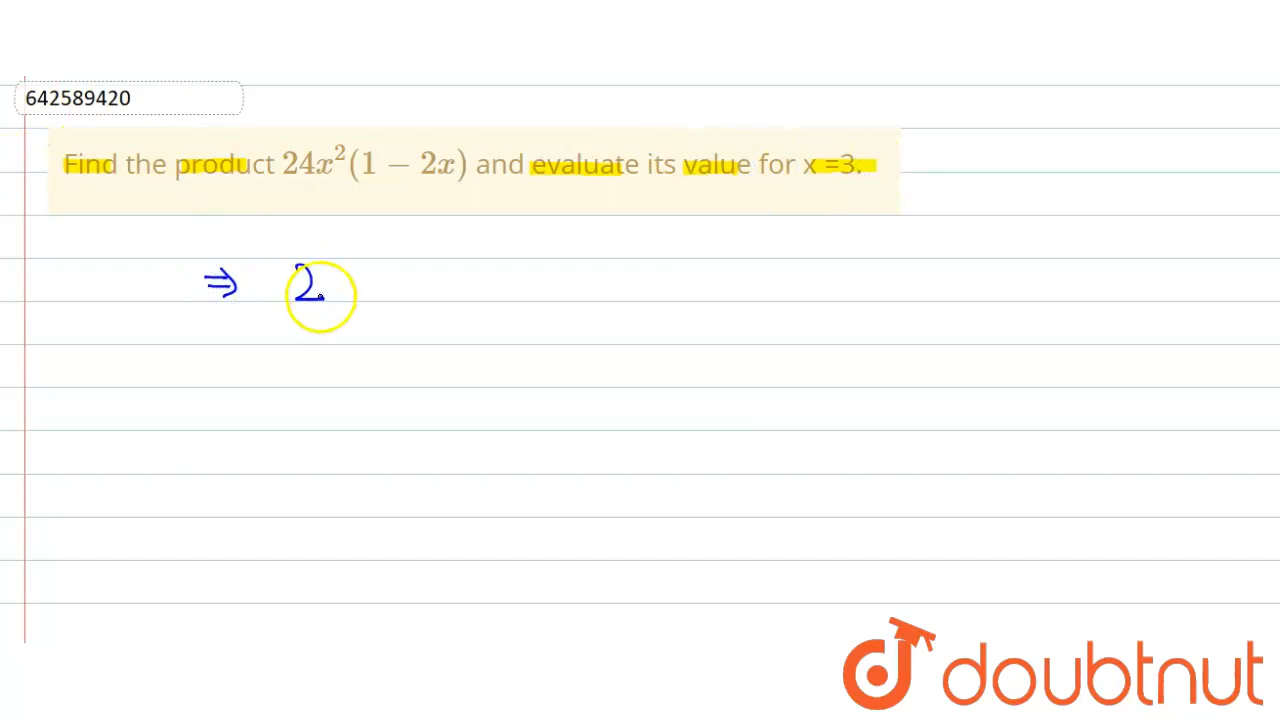 642589420
Find the product 24x²(1 − 2x) and evaluate its value for x =3.
⇒ 2
doubtnut